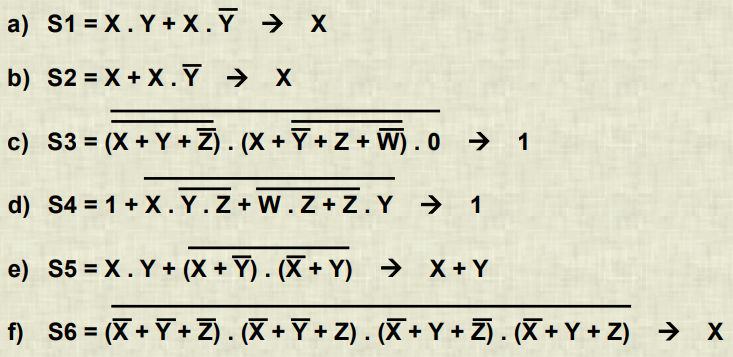 a) S1 = X . Y + X . Y̅ → X
b) S2 = X + X . Y̅ → X
c) S3 = (X + Y + Z̅) . (X + Y̅ + Z + W̅) . 0 → 1
d) S4 = 1 + X . Y . Z + W . Z + Z . Y → 1
e) S5 = X . Y + (X + Y̅) . (X̅ + Y) → X + Y
f) S6 = (X̅ + Y̅ + Z̅) . (X̅ + Y̅ + Z) . (X̅ + Y + Z̅) . (X̅ + Y + Z) → X